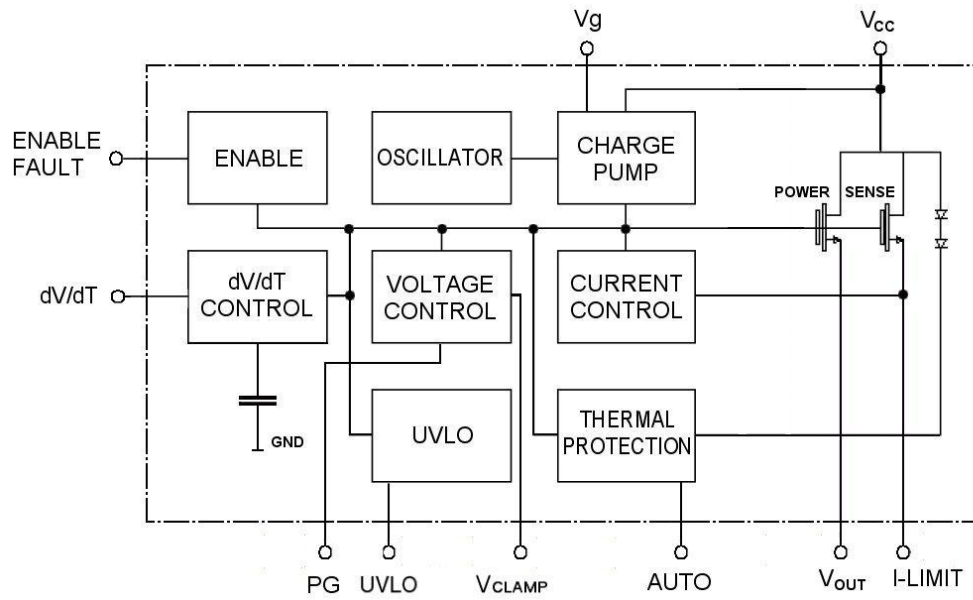 Vg
VCC
ENABLE
FAULT
ENABLE
OSCILLATOR
CHARGE
PUMP
POWER
SENSE
dV/dT
dV/dT
CONTROL
VOLTAGE
CONTROL
CURRENT
CONTROL
GND
UVLO
THERMAL
PROTECTION
PG
UVLO
VCLAMP
AUTO
VOUT
I-LIMIT